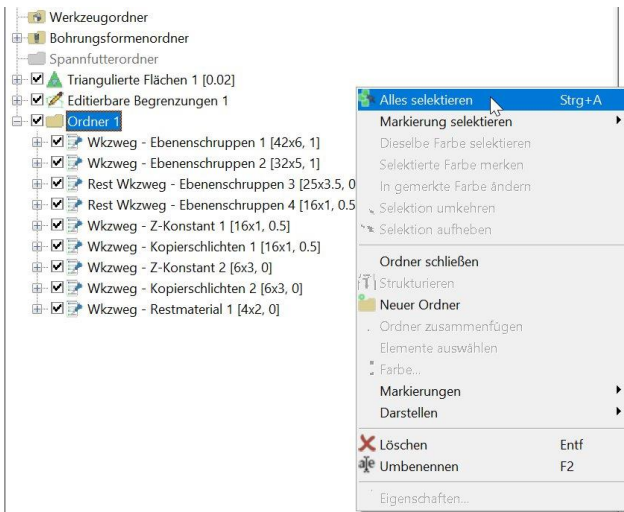 Werkzeugordner
Bohrungsformenordner
Spannfutterordner
Triangulierte Flächen 1 [0.02]
Editierbare Begrenzungen 1
Ordner 1
Wkzweg - Ebenenschruppen 1 [42x6, 1]
Wkzweg - Ebenenschruppen 2 [32x5, 1]
Rest Wkzweg - Ebenenschruppen 3 [25x3.5, 0
Rest Wkzweg - Ebenenschruppen 4 [16x1, 0.5
Wkzweg - Z-Konstant 1 [16x1, 0.5]
Wkzweg - Kopierschlichten 1 [16x1, 0.5]
Wkzweg - Z-Konstant 2 [6x3, 0]
Wkzweg - Kopierschlichten 2 [6x3, 0]
Wkzweg - Restmaterial 1 [4x2, 0]
Alles selektieren Strg+A
Markierung selektieren
Dieselbe Farbe selektieren
Selektierte Farbe merken
In gemerkte Farbe ändern
Selektion umkehren
Selektion aufheben
Ordner schließen
Strukturieren
Neuer Ordner
Ordner zusammenfügen
Elemente auswählen
Farbe...
Markierungen
Darstellen
Löschen Entf
Umbenennen F2
Eigenschaften...